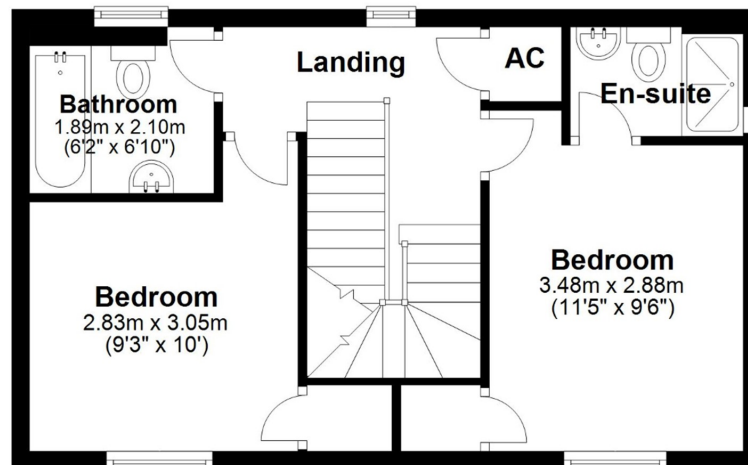 Landing
AC
En-suite
Bathroom
1.89m x 2.10m
(6'2" x 6'10")
Bedroom
2.83m x 3.05m
(9'3" x 10')
Bedroom
3.48m x 2.88m
(11'5" x 9'6")